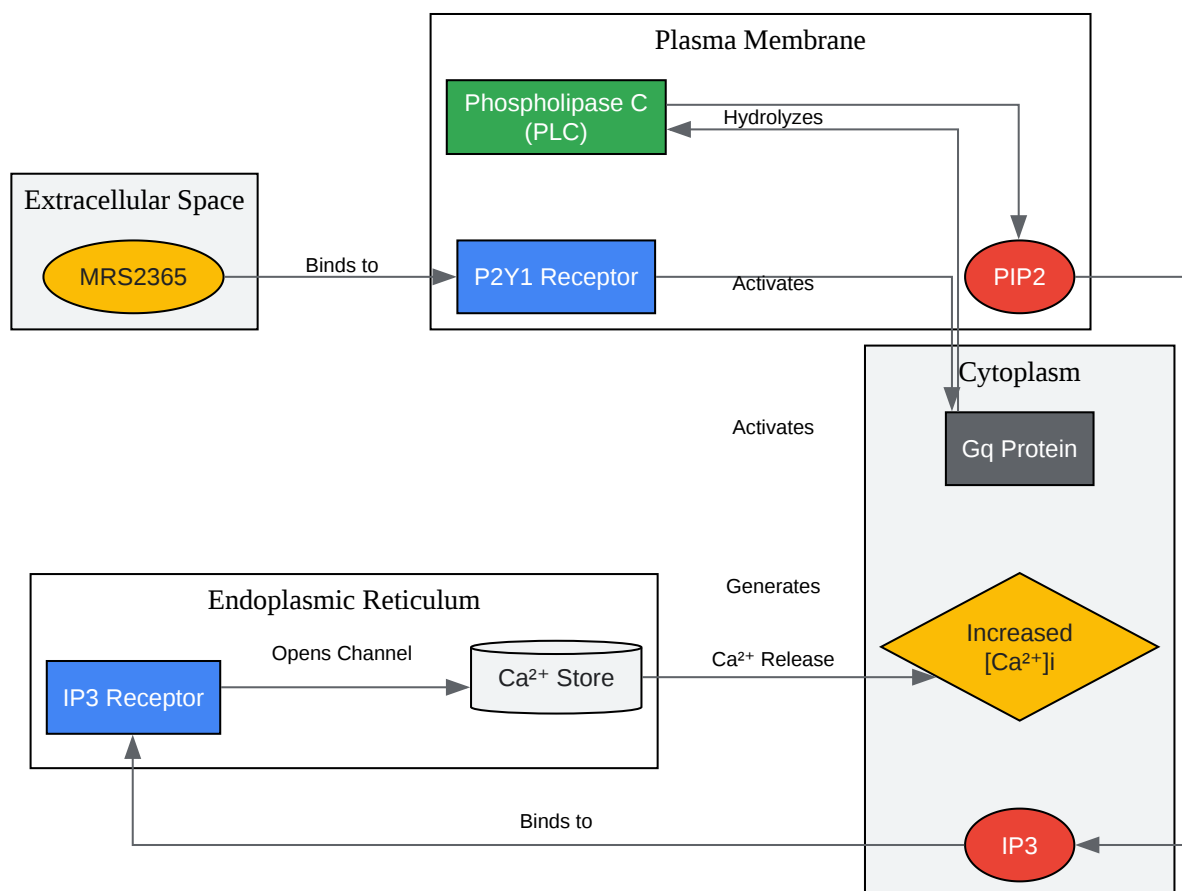 Plasma Membrane
Phospholipase C
(PLC)
Hydrolyzes
Extracellular Space
MRS2365
Binds to
P2Y1 Receptor
Activates
PIP2
Cytoplasm
Activates
Gq Protein
Endoplasmic Reticulum
Generates
Opens Channel
IP3 Receptor
Ca²⁺ Store
Ca²⁺ Release
Increased
[Ca²⁺]i
Binds to
IP3